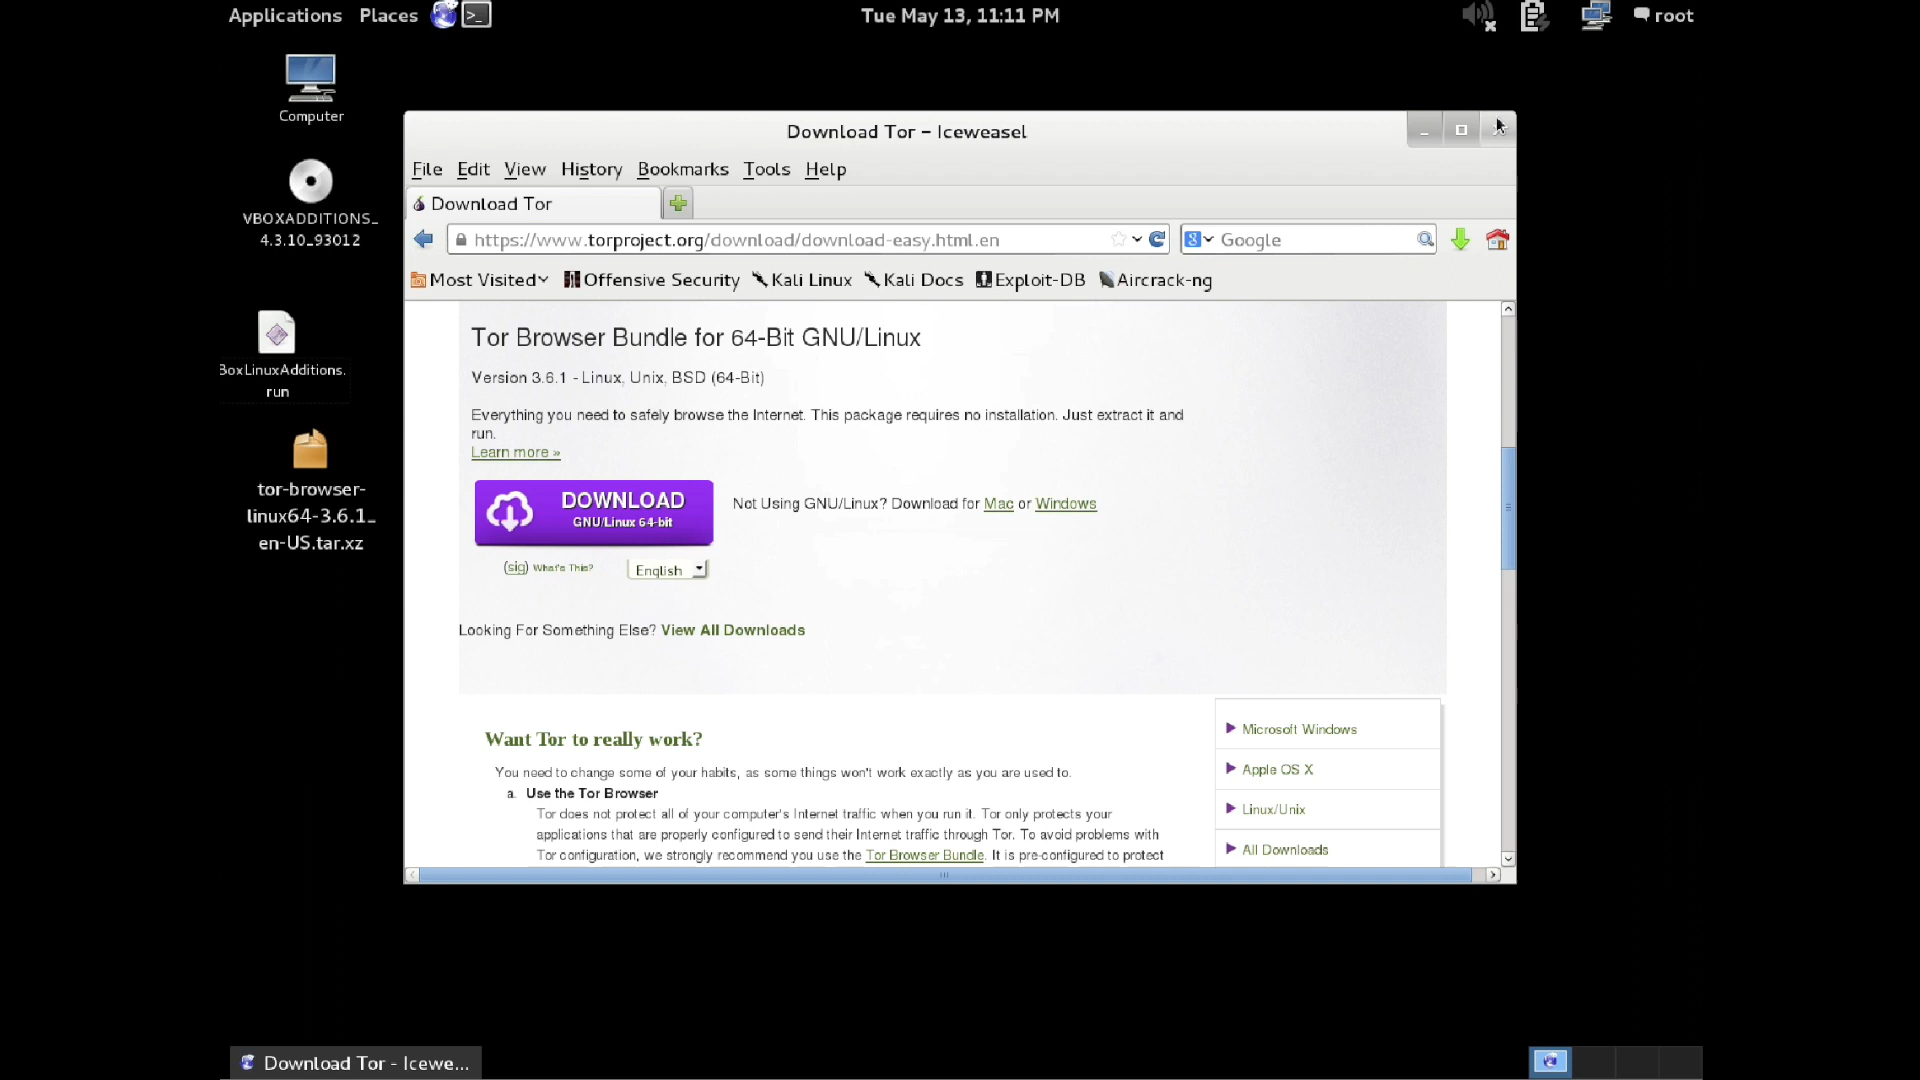 Applications Places
Tue May 13, 11:11 PM
root
Computer
VBOXADDITIONS_
4.3.10_93012
BoxLinuxAdditions.
run
tor-browser-
linux64-3.6.1_
en-US.tar.xz
Download Tor – Iceweasel
File Edit View History Bookmarks Tools Help
Download Tor
https://www.torproject.org/download/download-easy.html.en
Google
Most Visited Offensive Security Kali Linux Kali Docs Exploit-DB Aircrack-ng
Tor Browser Bundle for 64-Bit GNU/Linux
Version 3.6.1 - Linux, Unix, BSD (64-Bit)
Everything you need to safely browse the Internet. This package requires no installation. Just extract it and
run.
Learn more »
DOWNLOAD
GNU/Linux 64-bit
Not Using GNU/Linux? Download for Mac or Windows
(sig) What's This?
English
Looking For Something Else? View All Downloads
Want Tor to really work?
You need to change some of your habits, as some things won't work exactly as you are used to.
a. Use the Tor Browser
Tor does not protect all of your computer's Internet traffic when you run it. Tor only protects your
applications that are properly configured to send their Internet traffic through Tor. To avoid problems with
Tor configuration, we strongly recommend you use the Tor Browser Bundle. It is pre-configured to protect
Microsoft Windows
Apple OS X
Linux/Unix
All Downloads
Download Tor - Icewe...